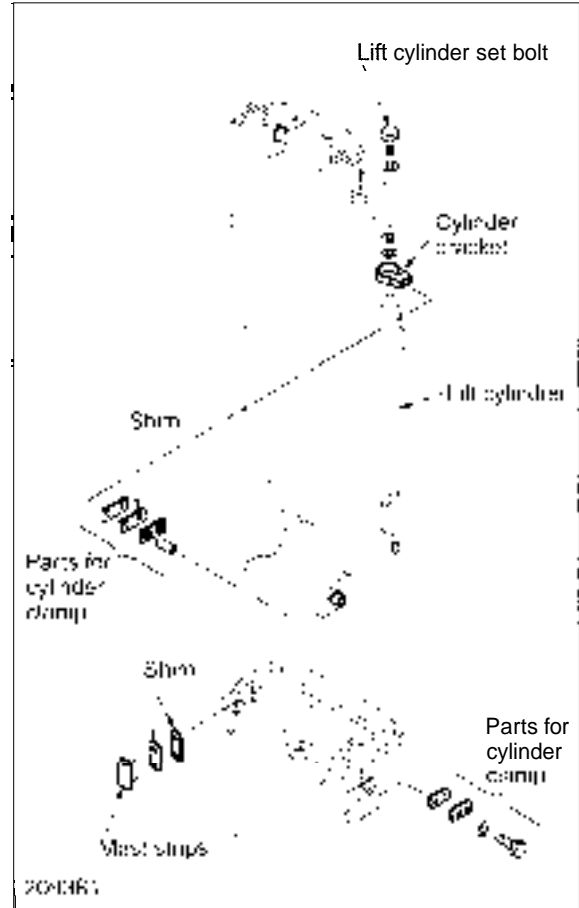 Lift cylinder set bolt
Cylinder
bracket
Lift cylinder
Shim
Parts for
cylinder
clamp
Shim
Parts for
cylinder
clamp
Mast strips